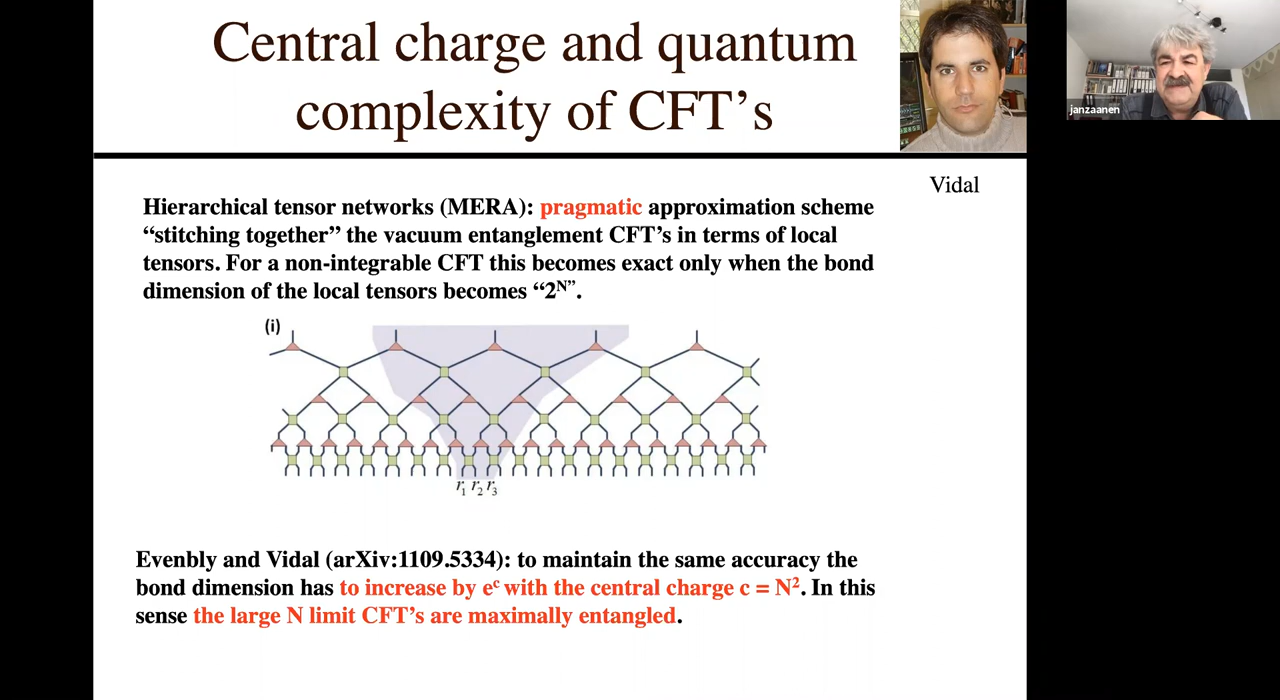 Central charge and quantum
complexity of CFT’s
janzaanen
Vidal
Hierarchical tensor networks (MERA): pragmatic approximation scheme
“stitching together” the vacuum entanglement CFT’s in terms of local
tensors. For a non-integrable CFT this becomes exact only when the bond
dimension of the local tensors becomes “2ᴺ”.
(i)
r₁ r₂ r₃
Evenbly and Vidal (arXiv:1109.5334): to maintain the same accuracy the
bond dimension has to increase by eᶜ with the central charge c = N². In this
sense the large N limit CFT’s are maximally entangled.